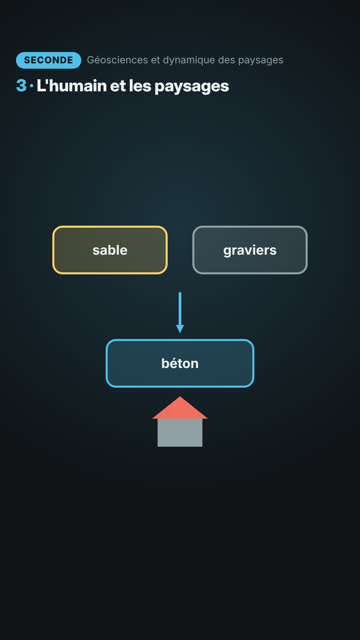 SECONDE Géosciences et dynamique des paysages
3 · L'humain et les paysages
sable graviers
béton